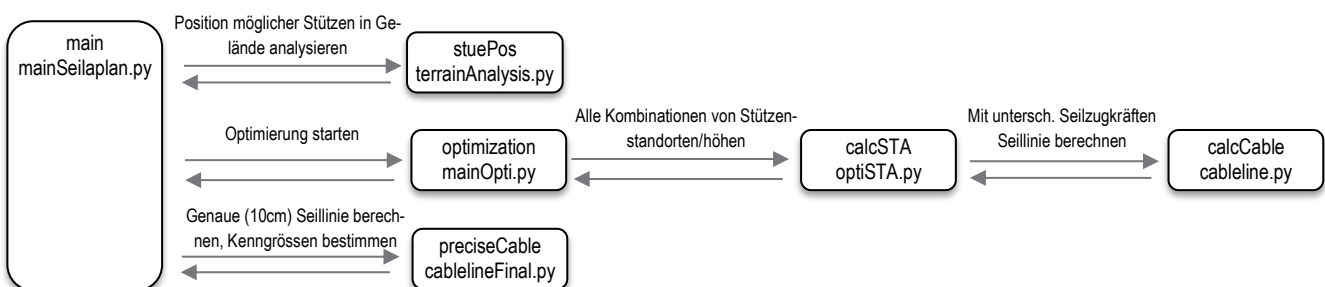 main
mainSeilaplan.py
Position möglicher Stützen in Ge-
lände analysieren
stuePos
terrainAnalysis.py
Optimierung starten
optimization
mainOpti.py
Alle Kombinationen von Stützen-
standorten/höhen
calcSTA
optiSTA.py
Mit untersch. Seilzugkräften
Seillinie berechnen
calcCable
cableline.py
Genaue (10cm) Seillinie berech-
nen, Kenngrössen bestimmen
preciseCable
cablelineFinal.py